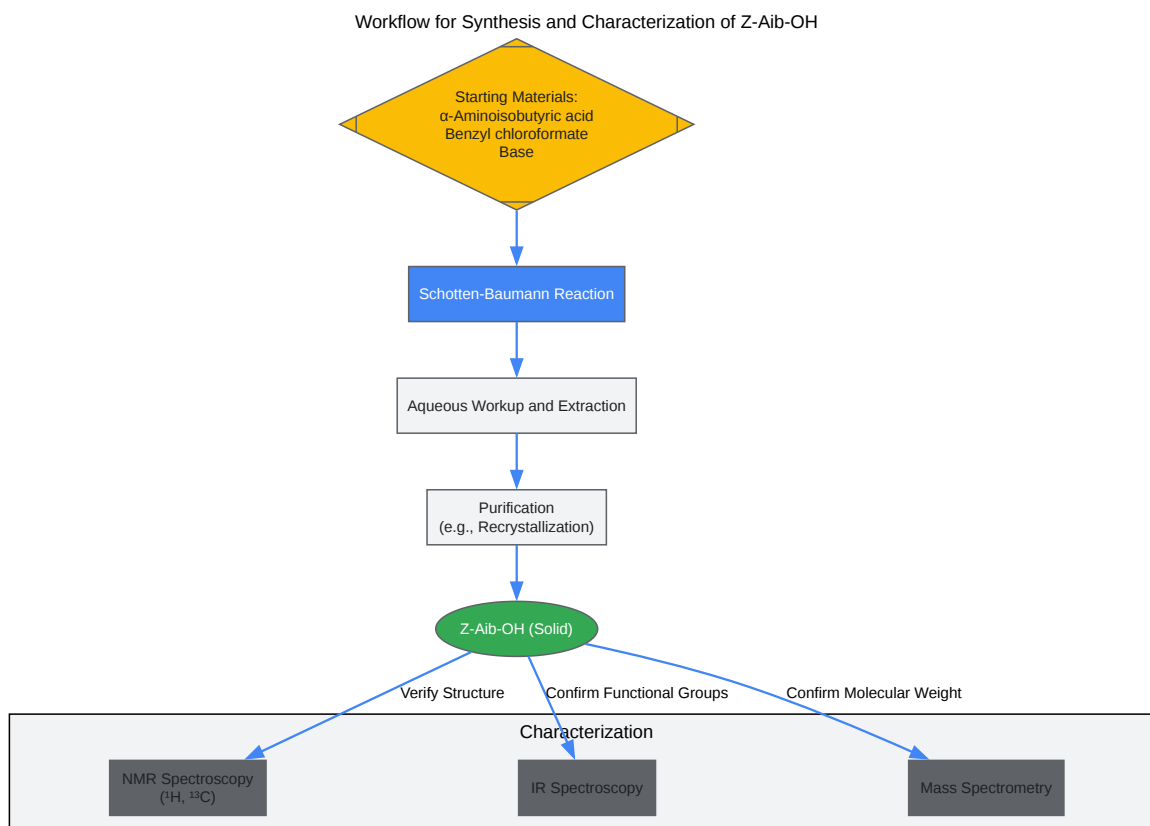 Workflow for Synthesis and Characterization of Z-Aib-OH
Starting Materials:
α-Aminoisobutyric acid
Benzyl chloroformate
Base
Schotten-Baumann Reaction
Aqueous Workup and Extraction
Purification
(e.g., Recrystallization)
Z-Aib-OH (Solid)
Verify Structure
Confirm Functional Groups
Confirm Molecular Weight
Characterization
NMR Spectroscopy
(¹H, ¹³C)
IR Spectroscopy
Mass Spectrometry